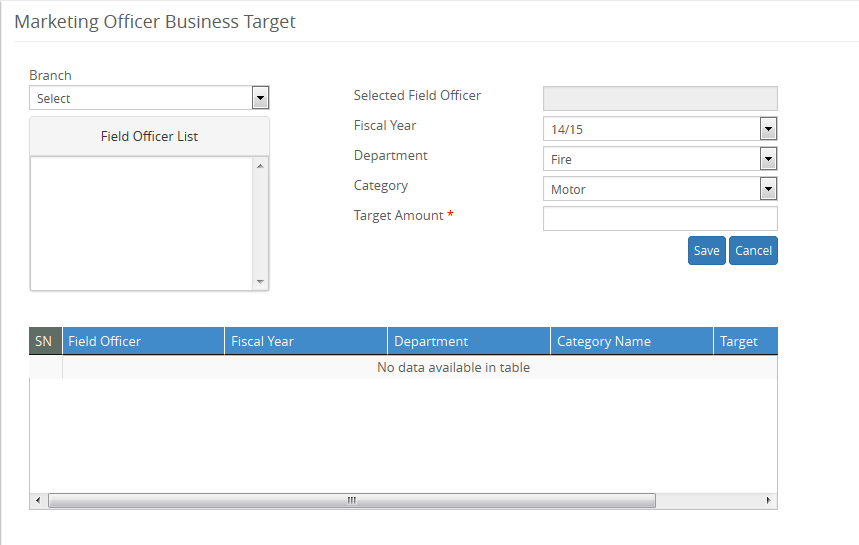 Marketing Officer Business Target
Branch
Select
Field Officer List
Selected Field Officer
Fiscal Year
14/15
Department
Fire
Category
Motor
Target Amount *
Save Cancel
SN Field Officer Fiscal Year Department Category Name Target
No data available in table